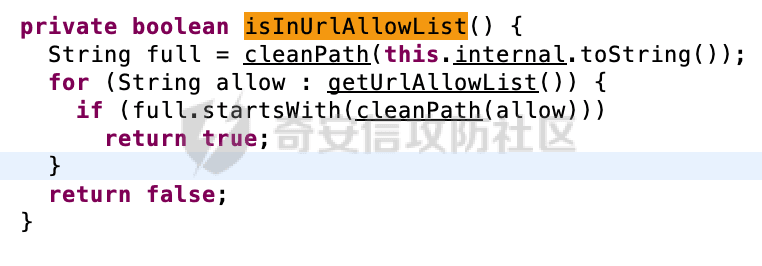 private boolean isInUrlAllowList() {
  String full = cleanPath(this.internal.toString());
  for (String allow : getUrlAllowList()) {
    if (full.startsWith(cleanPath(allow)))
      return true;
  }
  return false;
}
奇安信攻防社区